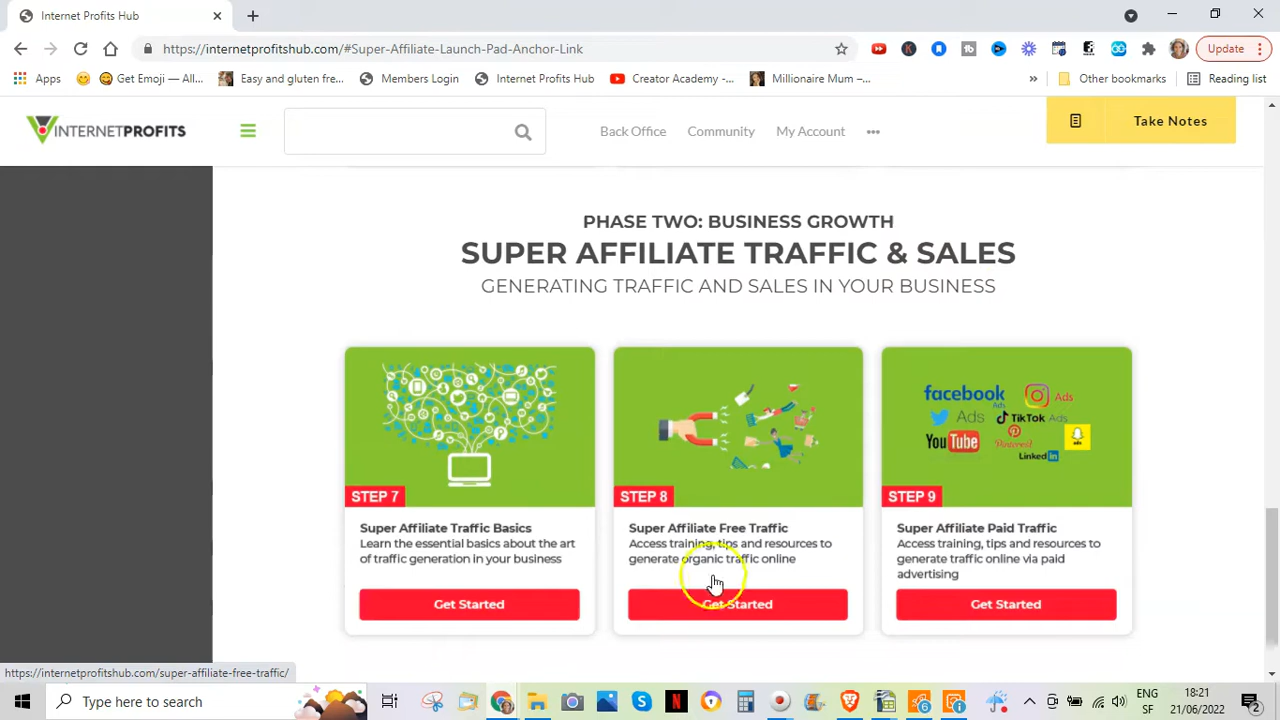 Internet Profits Hub
https://internetprofitshub.com/#Super-Affiliate-Launch-Pad-Anchor-Link
Update
Apps
Get Emoji — All...
Easy and gluten fre...
Members Login
Internet Profits Hub
Creator Academy -...
Millionaire Mum –...
»
Other bookmarks
Reading list
INTERNETPROFITS
Back Office
Community
My Account
Take Notes
PHASE TWO: BUSINESS GROWTH
SUPER AFFILIATE TRAFFIC & SALES
GENERATING TRAFFIC AND SALES IN YOUR BUSINESS
STEP 7
Super Affiliate Traffic Basics
Learn the essential basics about the art
of traffic generation in your business
Get Started
STEP 8
Super Affiliate Free Traffic
Access training, tips and resources to
generate organic traffic online
Get Started
facebook Ads
Ads
Ads
TikTok Ads
YouTube
Pinterest
Linked in
STEP 9
Super Affiliate Paid Traffic
Access training, tips and resources to
generate traffic online via paid
advertising
Get Started
https://internetprofitshub.com/super-affiliate-free-traffic/
Type here to search
ENG
SF
18:21
21/06/2022